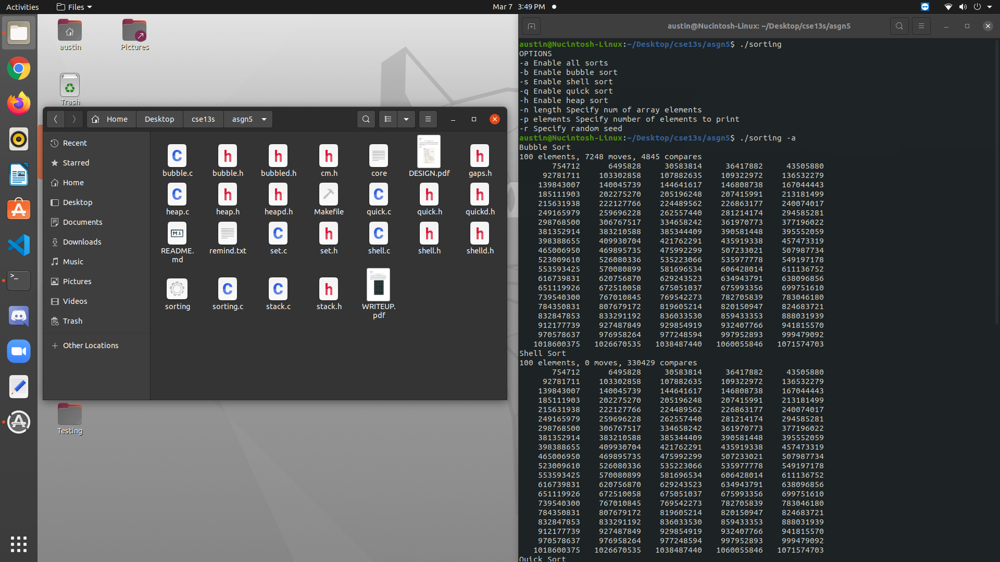 Activities
Files
Mar 7 3:49 PM
austin
Pictures
Trash
Home
Desktop
cse13s
asgn5
Recent
Starred
Home
Desktop
Documents
Downloads
Music
Pictures
Videos
Trash
Other Locations
bubble.c
bubble.h
bubbled.h
cm.h
core
DESIGN.pdf
gaps.h
heap.c
heap.h
heapd.h
Makefile
quick.c
quick.h
quickd.h
README.
md
remind.txt
set.c
set.h
shell.c
shell.h
shelld.h
sorting
sorting.c
stack.c
stack.h
WRITEUP.
pdf
Testing
austin@Nucintosh-Linux: ~/Desktop/cse13s/asgn5
austin@Nucintosh-Linux:~/Desktop/cse13s/asgn5$ ./sorting
OPTIONS
-a Enable all sorts
-b Enable bubble sort
-s Enable shell sort
-q Enable quick sort
-h Enable heap sort
-n length Specify num of array elements
-p elements Specify number of elements to print
-r Specify random seed
austin@Nucintosh-Linux:~/Desktop/cse13s/asgn5$ ./sorting -a
Bubble Sort
100 elements, 7248 moves, 4845 compares
754712 6495828 30583814 36417882 43505880
92781711 103302858 107882635 109322972 136532279
139843007 140045739 144641617 146808738 167044443
185111903 202275270 205196248 207415991 213181499
215631938 222127766 224489562 226863177 240074017
249165979 259696228 262557440 281214174 294585281
298768500 306767517 334658242 361970773 377196022
381352914 383210588 385344409 390581448 395552059
398388655 409930704 421762291 435919338 457473319
465006950 469895735 475992299 507233021 507987734
523009610 526080336 535223066 535977778 549197178
553593425 570080899 581696534 606428014 611136752
616739831 620756870 629243523 634943791 638096856
651119926 672510058 675051037 675993356 699751610
739540300 767010845 769542273 782705839 783046180
784350831 807679172 819605214 820150947 824683721
832847853 833291192 836033530 859433353 888031939
912177739 927487849 929854919 932407766 941815570
970578637 976958264 977248594 997952893 999479092
1018600375 1026670535 1038487440 1060055846 1071574703
Shell Sort
100 elements, 0 moves, 330429 compares
754712 6495828 30583814 36417882 43505880
92781711 103302858 107882635 109322972 136532279
139843007 140045739 144641617 146808738 167044443
185111903 202275270 205196248 207415991 213181499
215631938 222127766 224489562 226863177 240074017
249165979 259696228 262557440 281214174 294585281
298768500 306767517 334658242 361970773 377196022
381352914 383210588 385344409 390581448 395552059
398388655 409930704 421762291 435919338 457473319
465006950 469895735 475992299 507233021 507987734
523009610 526080336 535223066 535977778 549197178
553593425 570080899 581696534 606428014 611136752
616739831 620756870 629243523 634943791 638096856
651119926 672510058 675051037 675993356 699751610
739540300 767010845 769542273 782705839 783046180
784350831 807679172 819605214 820150947 824683721
832847853 833291192 836033530 859433353 888031939
912177739 927487849 929854919 932407766 941815570
970578637 976958264 977248594 997952893 999479092
1018600375 1026670535 1038487440 1060055846 1071574703
Quick Sort